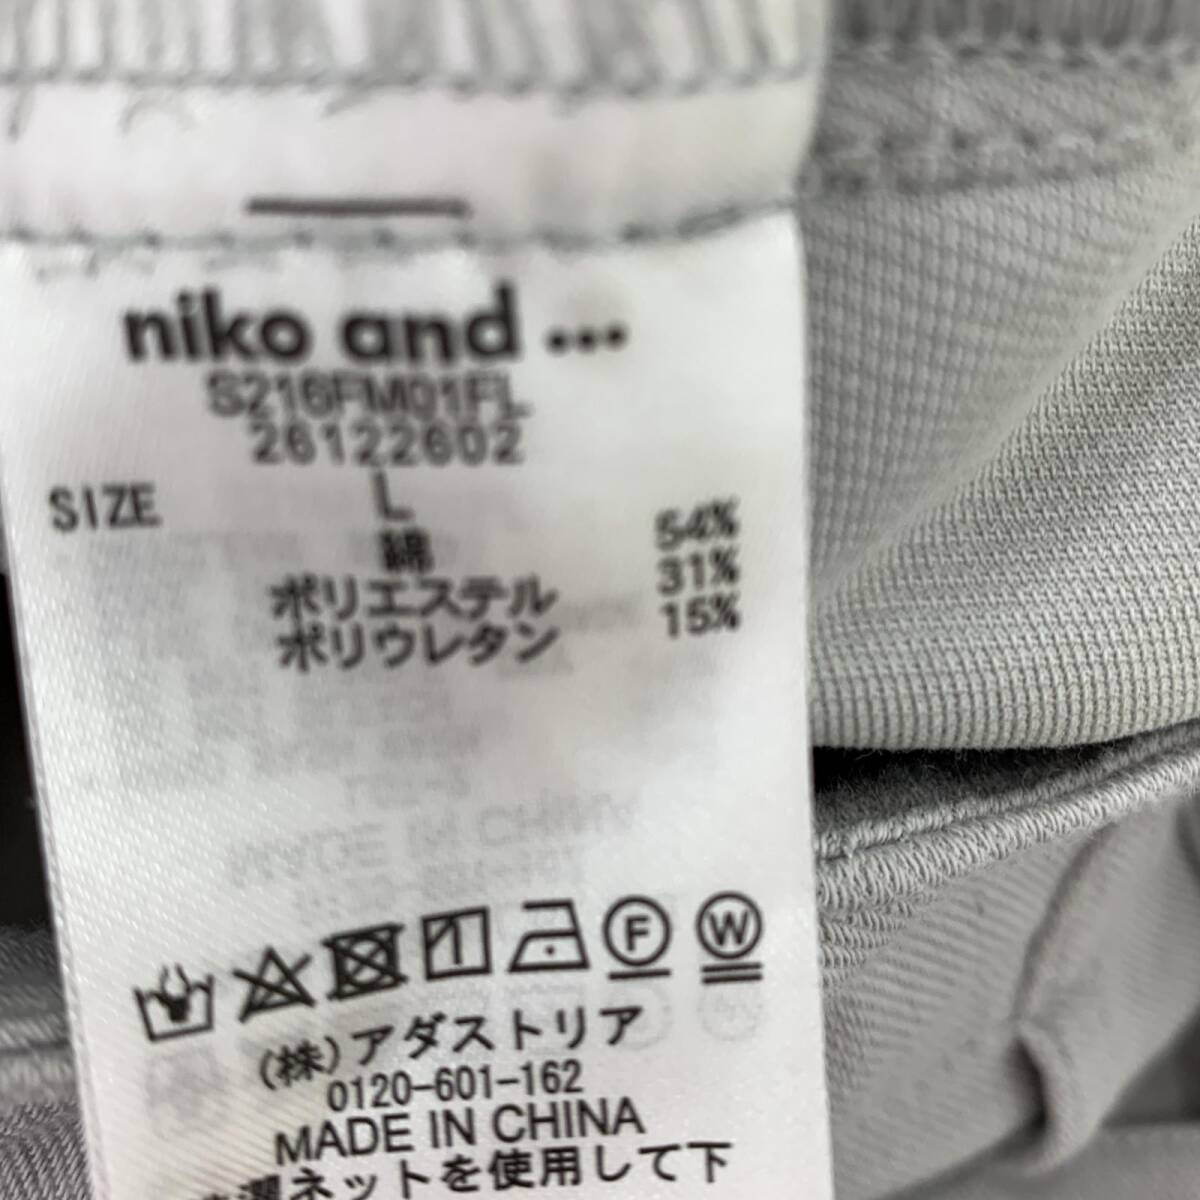 niko and ...
S216FM01FL
26122602
SIZE L
綿 54%
ポリエステル 31%
ポリウレタン 15%
F W
(株)アダストリア
0120-601-162
MADE IN CHINA
ネットを使用して下